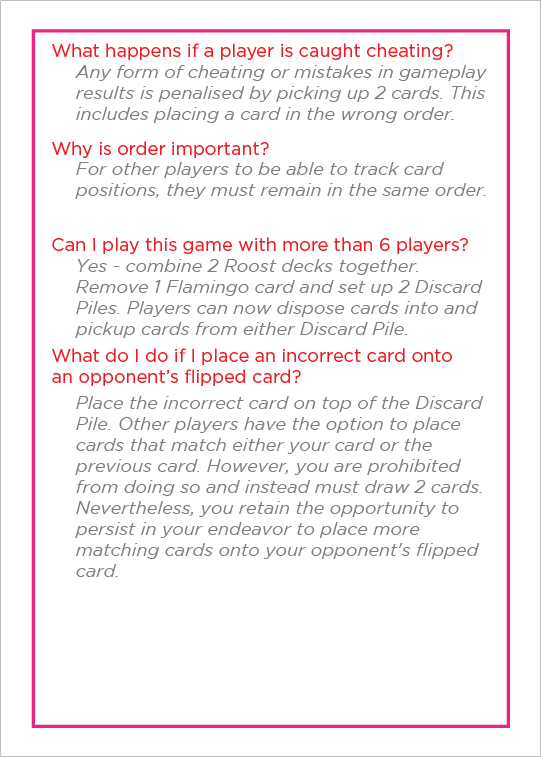 What happens if a player is caught cheating?
Any form of cheating or mistakes in gameplay
results is penalised by picking up 2 cards. This
includes placing a card in the wrong order.
Why is order important?
For other players to be able to track card
positions, they must remain in the same order.
Can I play this game with more than 6 players?
Yes - combine 2 Roost decks together.
Remove 1 Flamingo card and set up 2 Discard
Piles. Players can now dispose cards into and
pickup cards from either Discard Pile.
What do I do if I place an incorrect card onto
an opponent's flipped card?
Place the incorrect card on top of the Discard
Pile. Other players have the option to place
cards that match either your card or the
previous card. However, you are prohibited
from doing so and instead must draw 2 cards.
Nevertheless, you retain the opportunity to
persist in your endeavor to place more
matching cards onto your opponent's flipped
card.